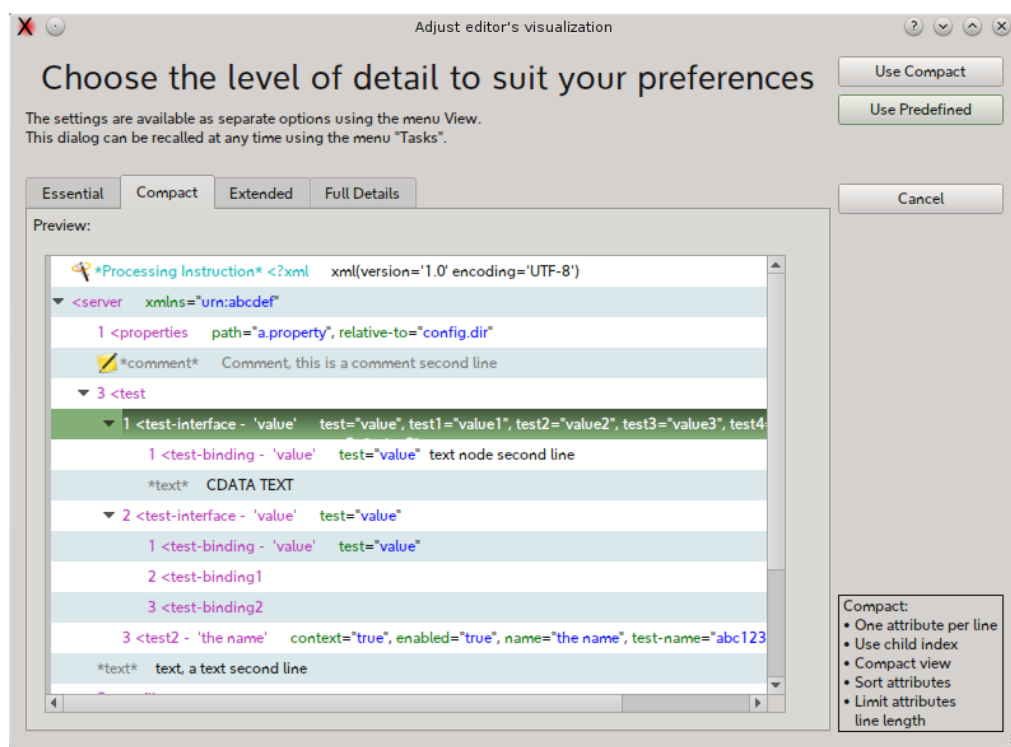 Adjust editor's visualization
Choose the level of detail to suit your preferences
The settings are available as separate options using the menu View.
This dialog can be recalled at any time using the menu "Tasks".
Use Compact
Use Predefined
Cancel
Essential Compact Extended Full Details
Preview:
*Processing Instruction* <?xml xml(version='1.0' encoding='UTF-8')
<server xmlns="urn:abcdef"
1 <properties path="a.property", relative-to="config.dir"
*comment* Comment, this is a comment second line
3 <test
1 <test-interface - 'value' test="value", test1="value1", test2="value2", test3="value3", test4=
1 <test-binding - 'value' test="value" text node second line
*text* CDATA TEXT
2 <test-interface - 'value' test="value"
1 <test-binding - 'value' test="value"
2 <test-binding1
3 <test-binding2
3 <test2 - 'the name' context="true", enabled="true", name="the name", test-name="abc123
*text* text, a text second line
Compact:
• One attribute per line
• Use child index
• Compact view
• Sort attributes
• Limit attributes
line length